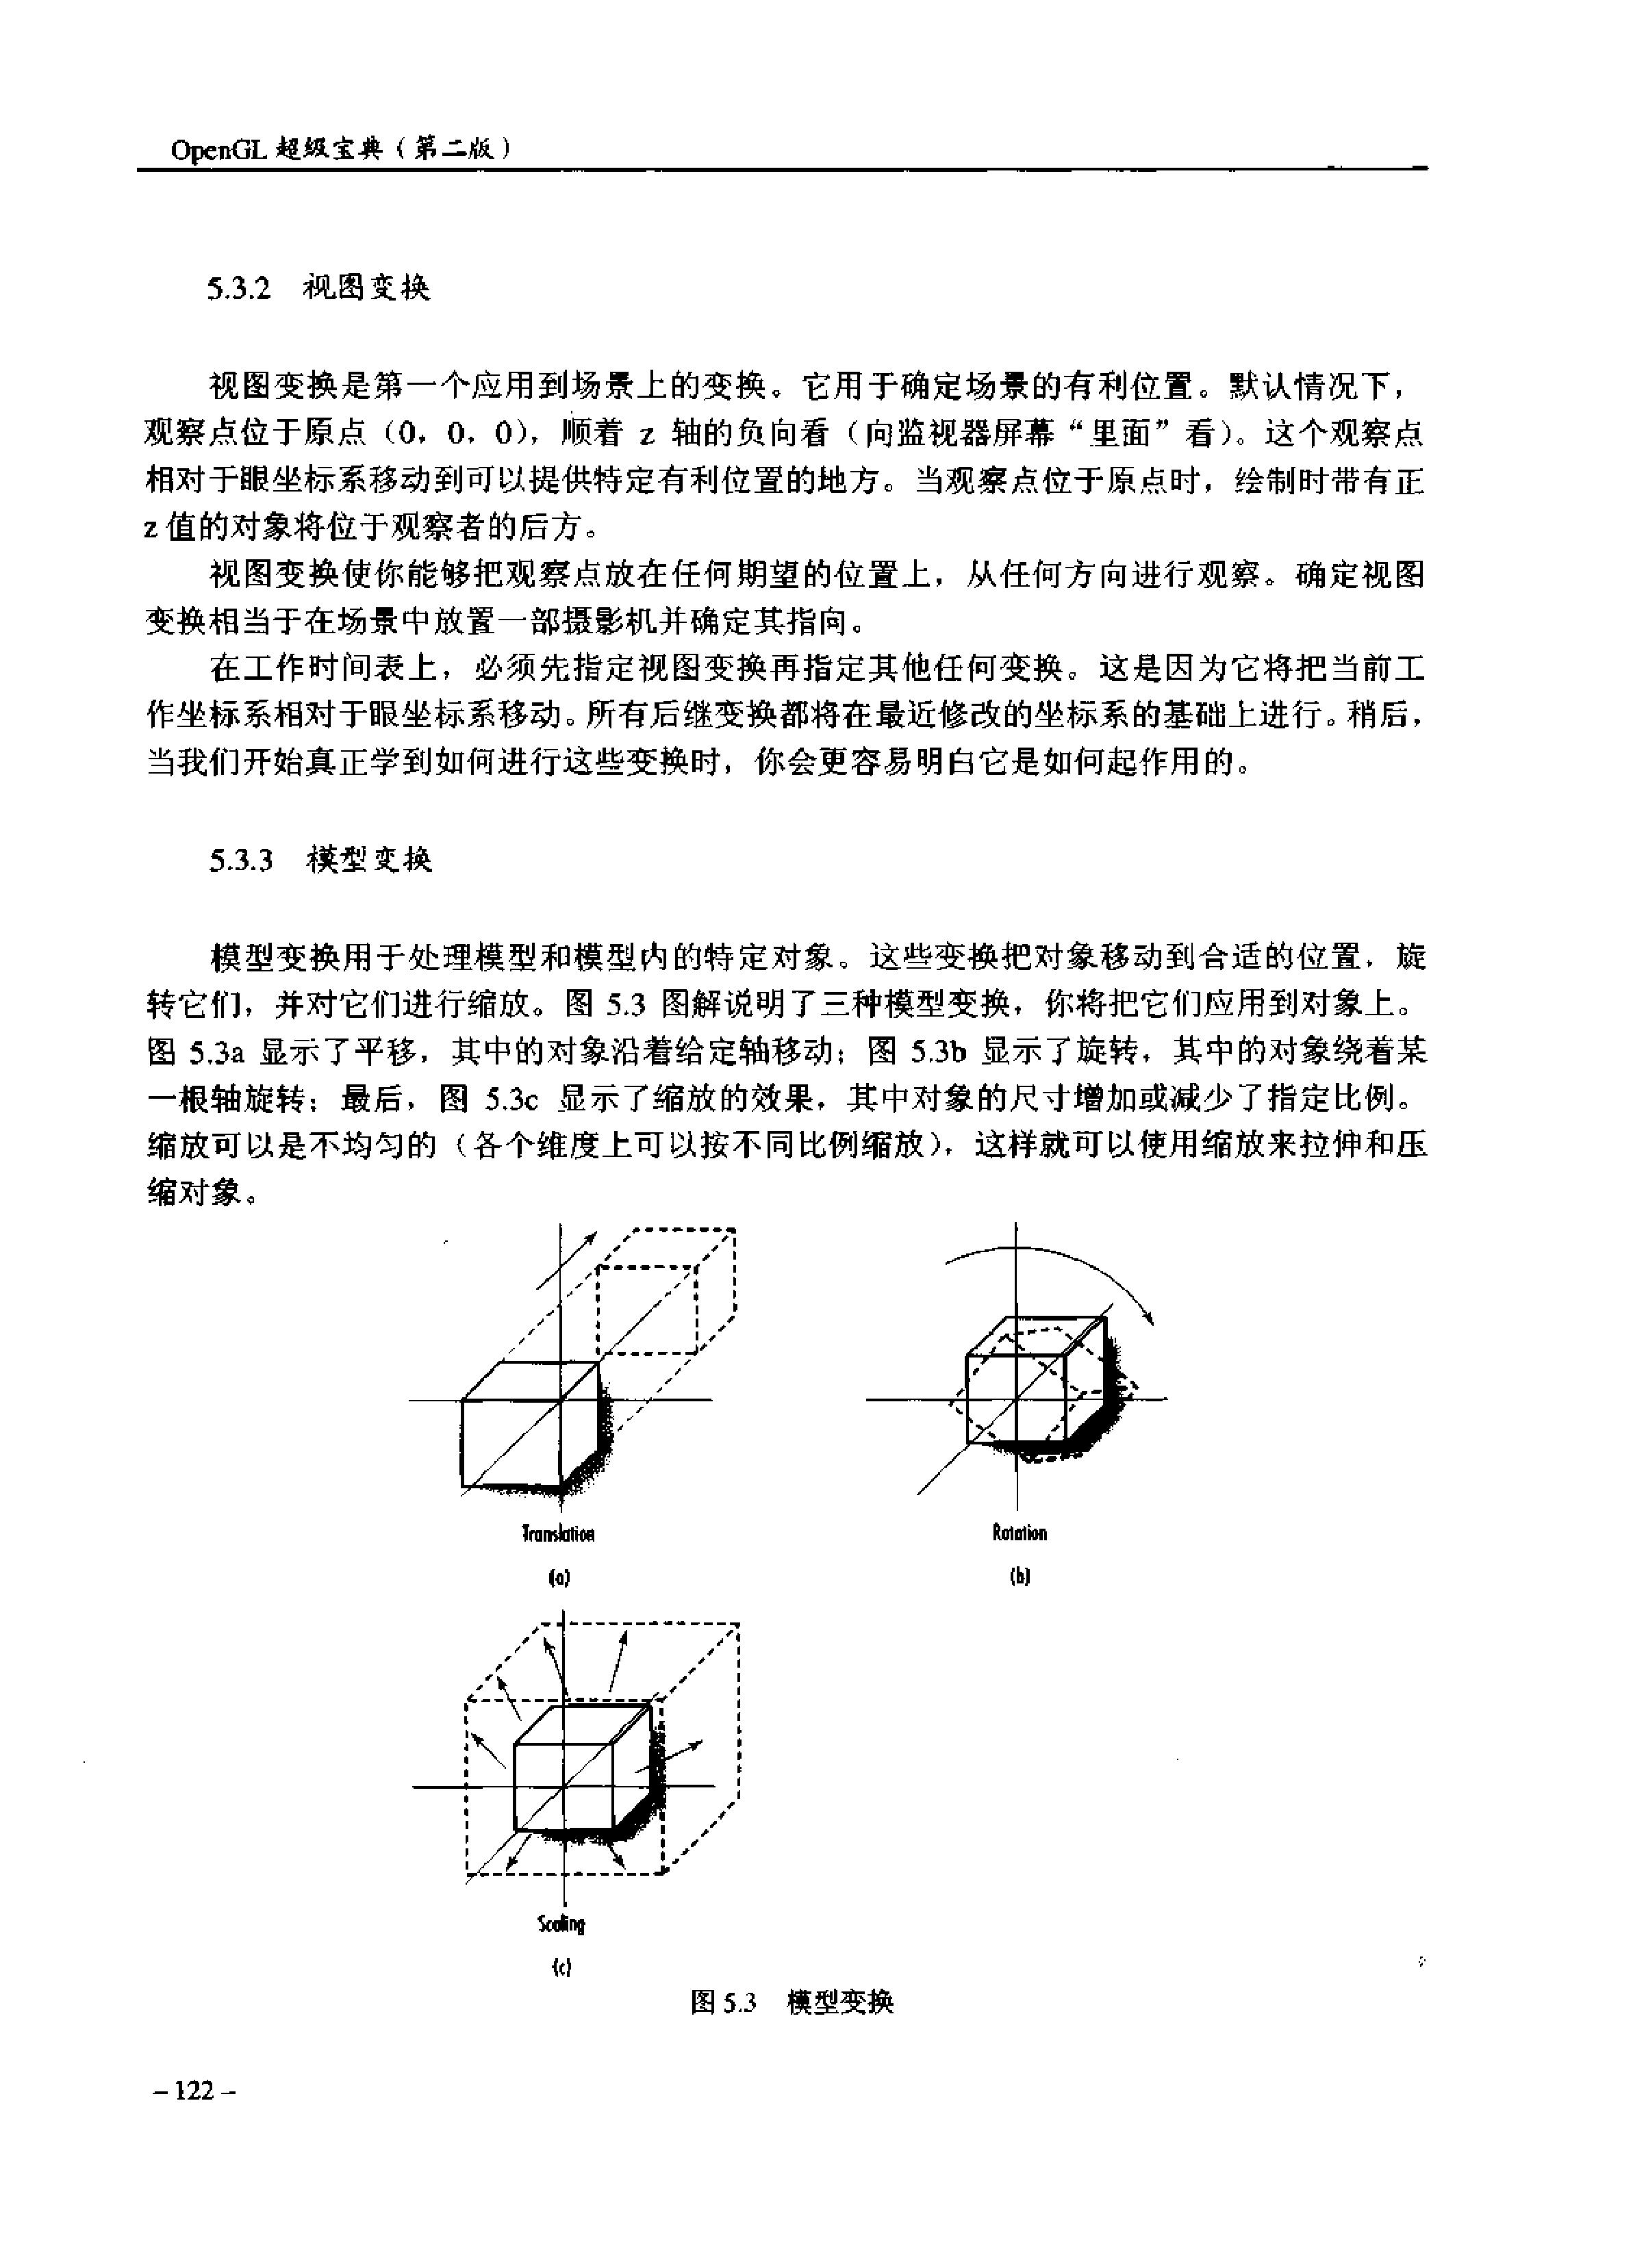 OpenGL 超级宝典（第二版）
5.3.2 视图变换
视图变换是第一个应用到场景上的变换。它用于确定场景的有利位置。默认情况下，
观察点位于原点（0，0，0），顺着 z 轴的负向看（向监视器屏幕“里面”看）。这个观察点
相对于眼坐标系移动到可以提供特定有利位置的地方。当观察点位于原点时，绘制时带有正
z 值的对象将位于观察者的后方。
视图变换使你能够把观察点放在任何期望的位置上，从任何方向进行观察。确定视图
变换相当于在场景中放置一部摄影机并确定其指向。
在工作时间表上，必须先指定视图变换再指定其他任何变换。这是因为它将把当前工
作坐标系相对于眼坐标系移动。所有后继变换都将在最近修改的坐标系的基础上进行。稍后，
当我们开始真正学到如何进行这些变换时，你会更容易明白它是如何起作用的。
5.3.3 模型变换
模型变换用于处理模型和模型内的特定对象。这些变换把对象移动到合适的位置，旋
转它们，并对它们进行缩放。图 5.3 图解说明了三种模型变换，你将把它们应用到对象上。
图 5.3a 显示了平移，其中的对象沿着给定轴移动；图 5.3b 显示了旋转，其中的对象绕着某
一根轴旋转；最后，图 5.3c 显示了缩放的效果，其中对象的尺寸增加或减少了指定比例。
缩放可以是不均匀的（各个维度上可以按不同比例缩放），这样就可以使用缩放来拉伸和压
缩对象。
Translation
Rotation
(a)
(b)
Scaling
(c)
图 5.3 模型变换
－122－